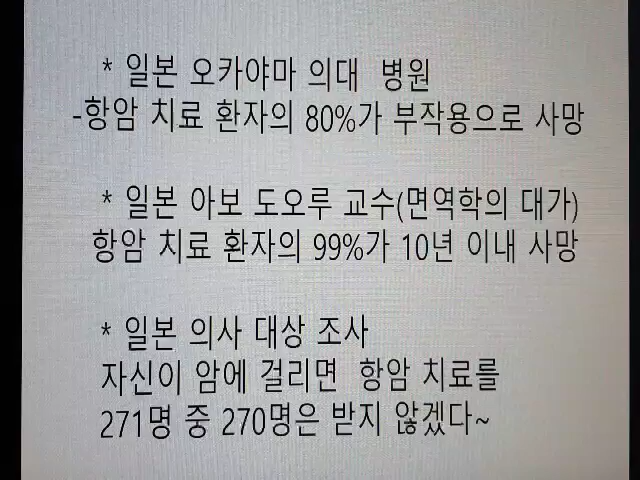 * 일본 오카야마 의대 병원
-항암 치료 환자의 80%가 부작용으로 사망
* 일본 아보 도오루 교수(면역학의 대가)
항암 치료 환자의 99%가 10년 이내 사망
* 일본 의사 대상 조사
자신이 암에 걸리면 항암 치료를
271명 중 270명은 받지 않겠다~